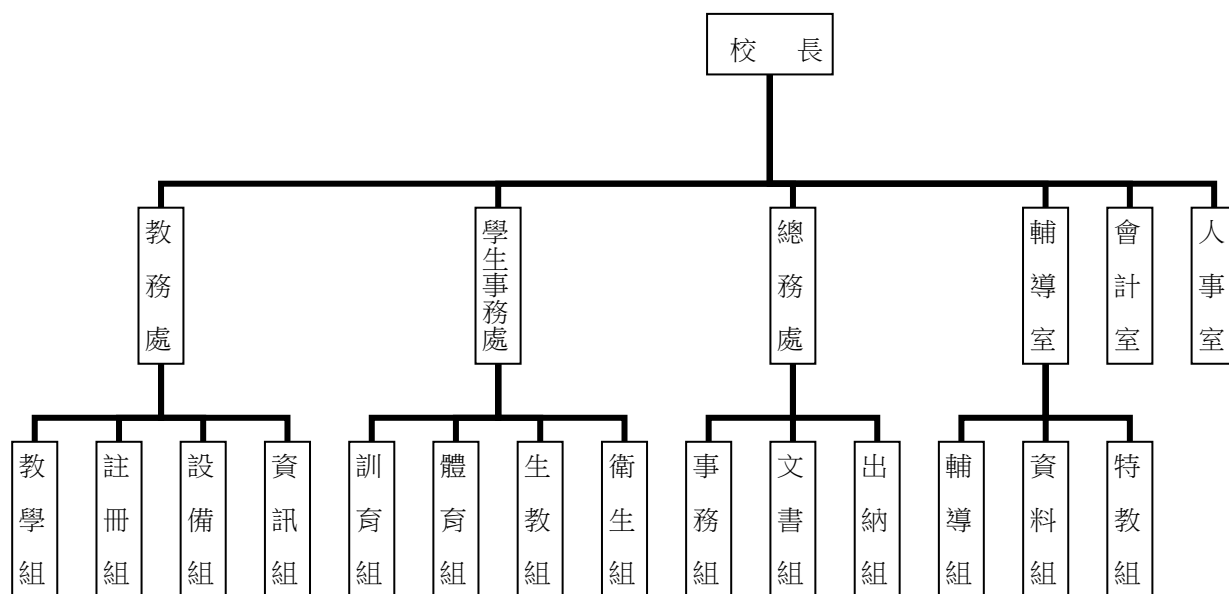 校 長
教務處
學生事務處
總務處
輔導室
會計室
人事室
教學組
註冊組
設備組
資訊組
訓育組
體育組
生教組
衛生組
事務組
文書組
出納組
輔導組
資料組
特教組